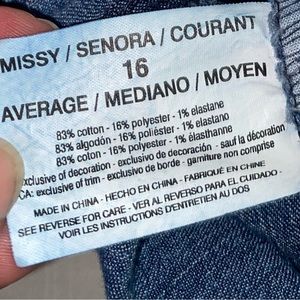 MISSY / SENORA / COURANT
16
AVERAGE / MEDIANO / MOYEN
83% cotton - 16% polyester - 1% elastane
83% algodón - 16% poliéster - 1% elastano
83% coton - 16% polyester - 1% élasthanne
exclusive of decoration - exclusivo de decoración - sauf la décoration
CA: exclusive of trim - exclusivo de borde - garniture non comprise
MADE IN CHINA - HECHO EN CHINA - FABRIQUÉ EN CHINE
SEE REVERSE FOR CARE - VER AL REVERSO PARA EL CUIDADO -
VOIR LES INSTRUCTIONS D'ENTRETIEN AU DOS